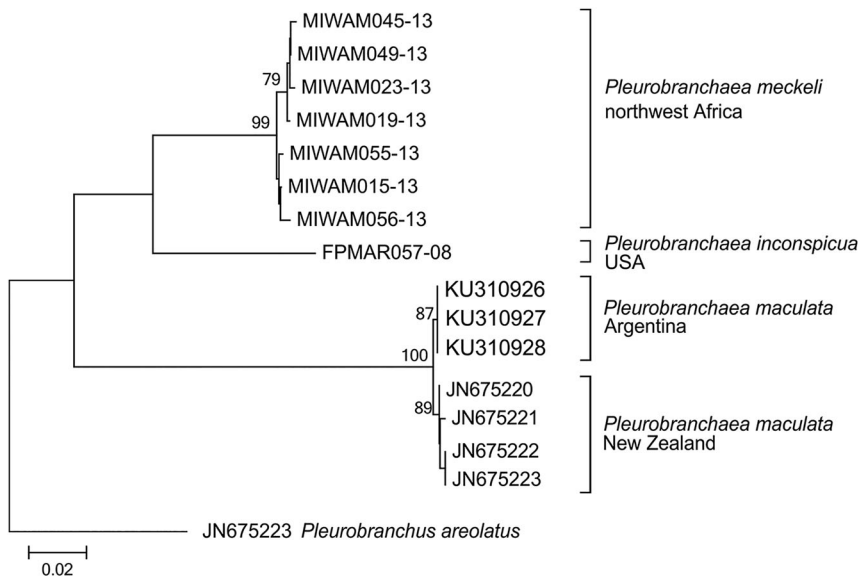 MIWAM045-13
MIWAM049-13
79
MIWAM023-13
Pleurobranchaea meckeli
northwest Africa
99
MIWAM019-13
MIWAM055-13
MIWAM015-13
MIWAM056-13
FPMAR057-08
Pleurobranchaea inconspicua
USA
KU310926
87
KU310927
Pleurobranchaea maculata
Argentina
KU310928
100
JN675220
89
JN675221
Pleurobranchaea maculata
New Zealand
JN675222
JN675223
JN675223 Pleurobranchus areolatus
0.02